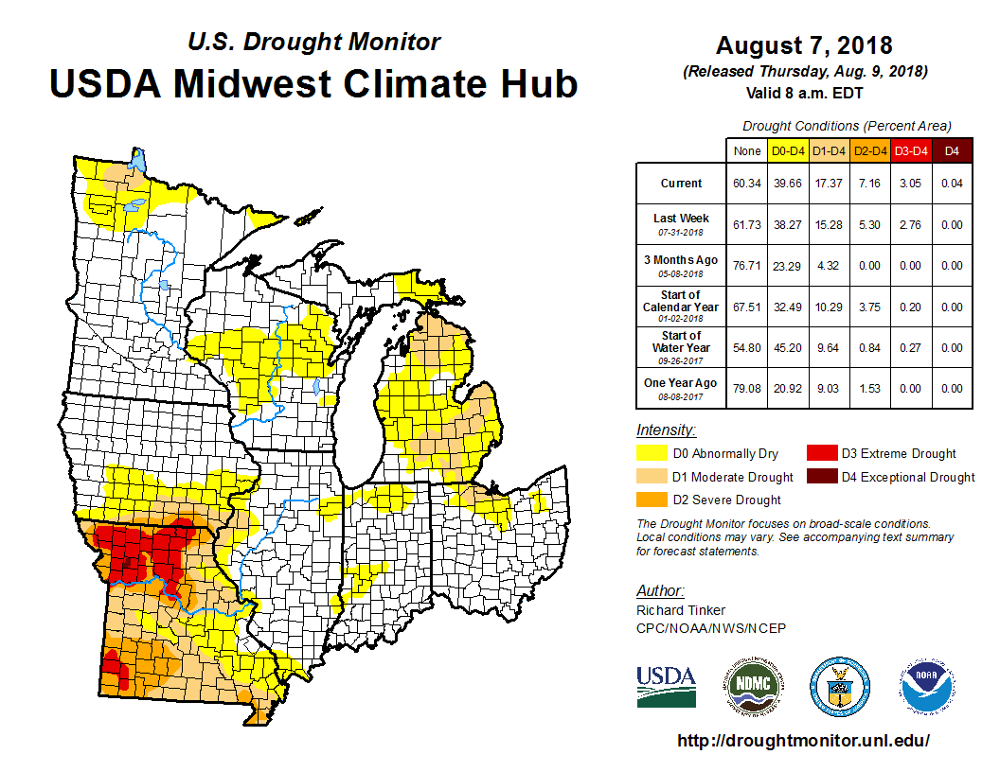 U.S. Drought Monitor
USDA Midwest Climate Hub
August 7, 2018
(Released Thursday, Aug. 9, 2018)
Valid 8 a.m. EDT
Drought Conditions (Percent Area)
None D0-D4 D1-D4 D2-D4 D3-D4 D4
Current 60.34 39.66 17.37 7.16 3.05 0.04
Last Week
07-31-2018 61.73 38.27 15.28 5.30 2.76 0.00
3 Months Ago
05-08-2018 76.71 23.29 4.32 0.00 0.00 0.00
Start of
Calendar Year
01-02-2018 67.51 32.49 10.29 3.75 0.20 0.00
Start of
Water Year
09-26-2017 54.80 45.20 9.64 0.84 0.27 0.00
One Year Ago
08-08-2017 79.08 20.92 9.03 1.53 0.00 0.00
Intensity:
D0 Abnormally Dry
D1 Moderate Drought
D2 Severe Drought
D3 Extreme Drought
D4 Exceptional Drought
The Drought Monitor focuses on broad-scale conditions.
Local conditions may vary. See accompanying text summary
for forecast statements.
Author:
Richard Tinker
CPC/NOAA/NWS/NCEP
USDA
NDMC
NOAA
http://droughtmonitor.unl.edu/